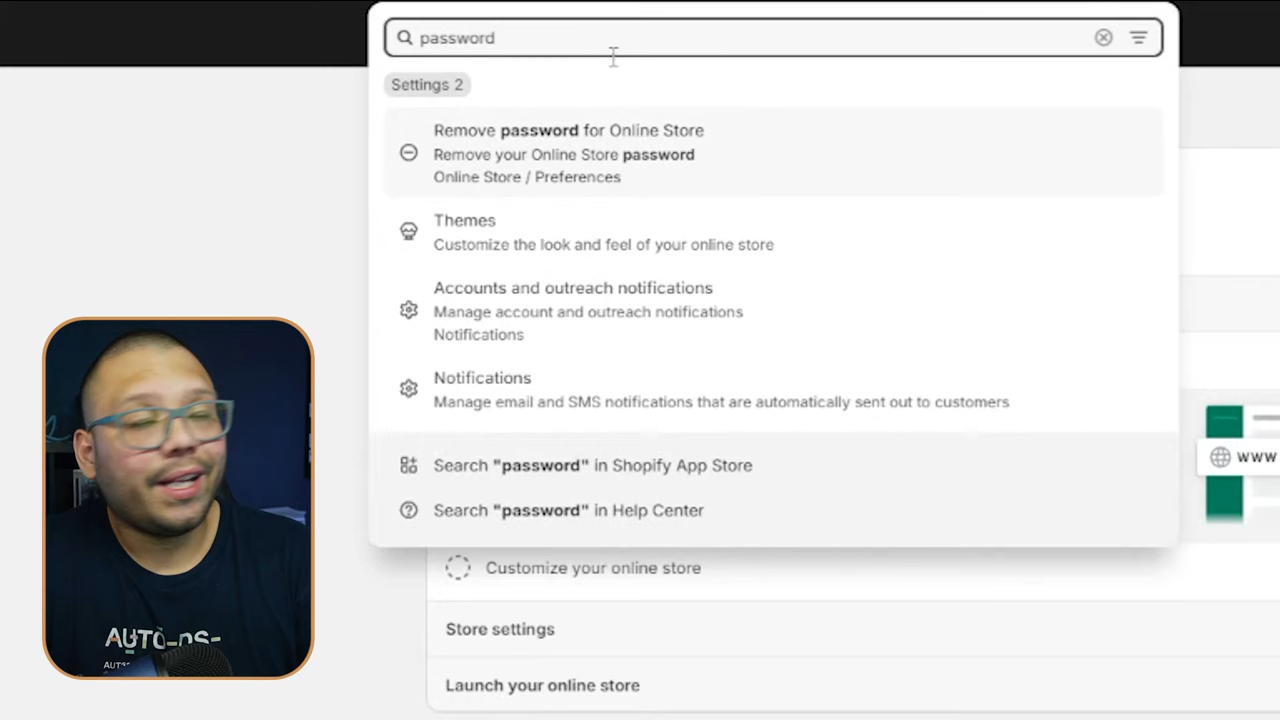 password
Settings 2
Remove password for Online Store
Remove your Online Store password
Online Store / Preferences
Themes
Customize the look and feel of your online store
Accounts and outreach notifications
Manage account and outreach notifications
Notifications
Notifications
Manage email and SMS notifications that are automatically sent out to customers
Search "password" in Shopify App Store
Search "password" in Help Center
WWW
Customize your online store
Store settings
Launch your online store
AUTO-DS-